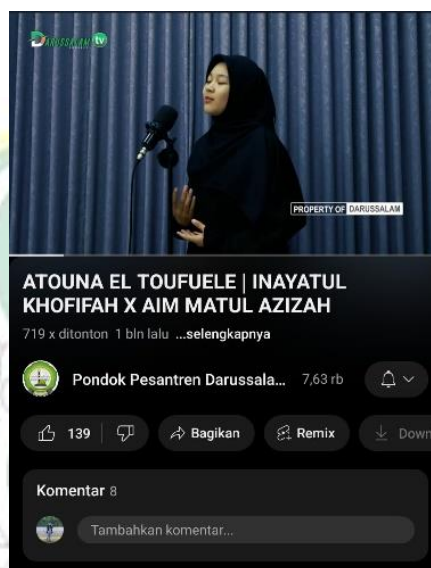 DARUSSALAM tv
PROPERTY OF DARUSSALAM
ATOUNA EL TOUFUELE | INAYATUL
KHOFIFAH X AIM MATUL AZIZAH
719 x ditonton 1 bln lalu ...selengkapnya
Pondok Pesantren Darussala... 7,63 rb
139 Bagikan Remix Down
Komentar 8
Tambahkan komentar...